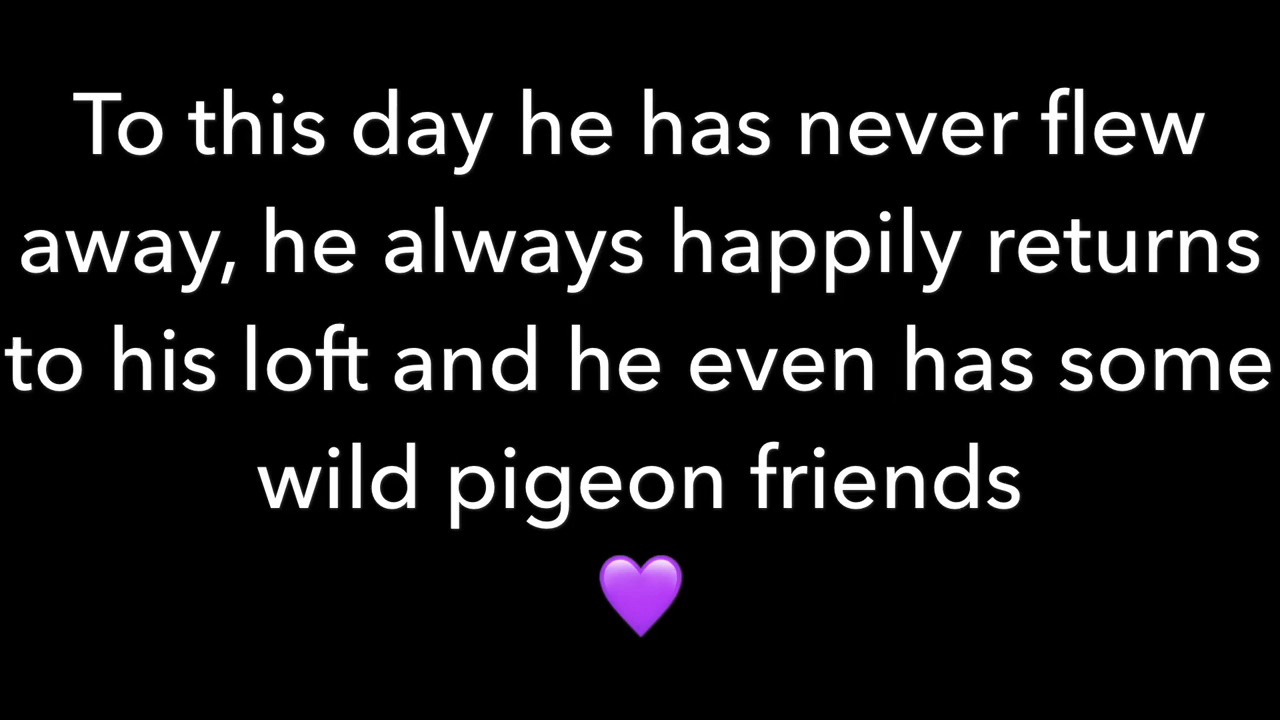 To this day he has never flew
away, he always happily returns
to his loft and he even has some
wild pigeon friends
💜